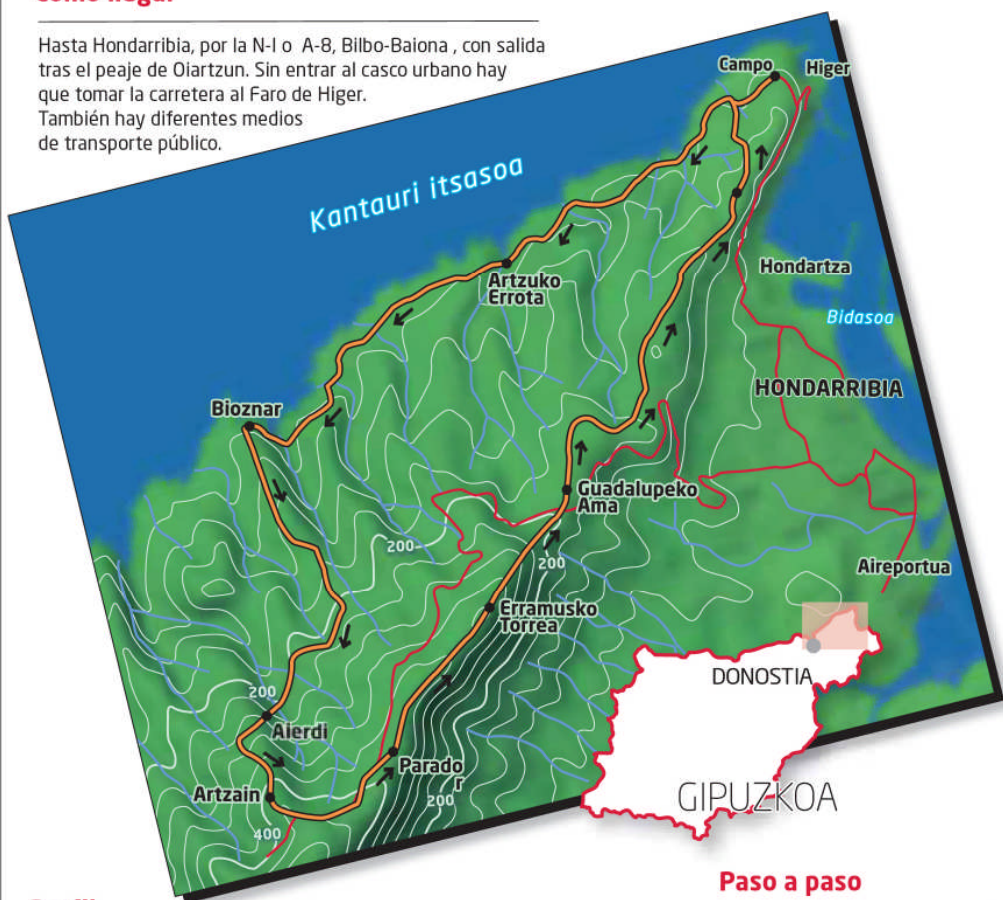 Hasta Hondarribia, por la N-I o A-8, Bilbo-Baiona , con salida
tras el peaje de Oiartzun. Sin entrar al casco urbano hay
que tomar la carretera al Faro de Higer.
También hay diferentes medios
de transporte público.
Campo
Higer
Kantauri itsasoa
Hondartza
Artzuko
Errota
Bidasoa
HONDARRIBIA
Bioznar
Guadalupeko
Ama
200
200
Aireportua
Erramusko
Torrea
DONOSTIA
200
Aierdi
Parado
r
Artzain
200
GIPUZKOA
400
Paso a paso